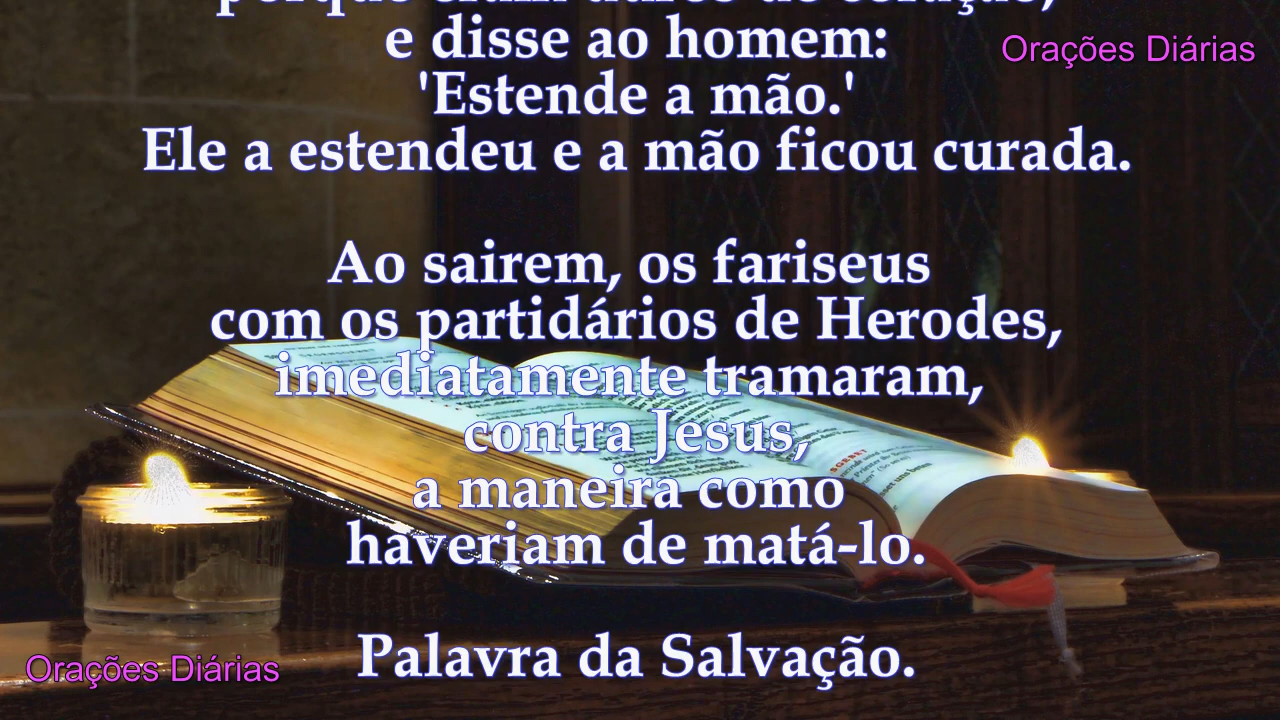 e disse ao homem:
Orações Diárias
'Estende a mão.'
Ele a estendeu e a mão ficou curada.
Ao sairem, os fariseus
com os partidários de Herodes,
imediatamente tramaram,
contra Jesus,
a maneira como
haveriam de matá-lo.
Palavra da Salvação.
Orações Diárias